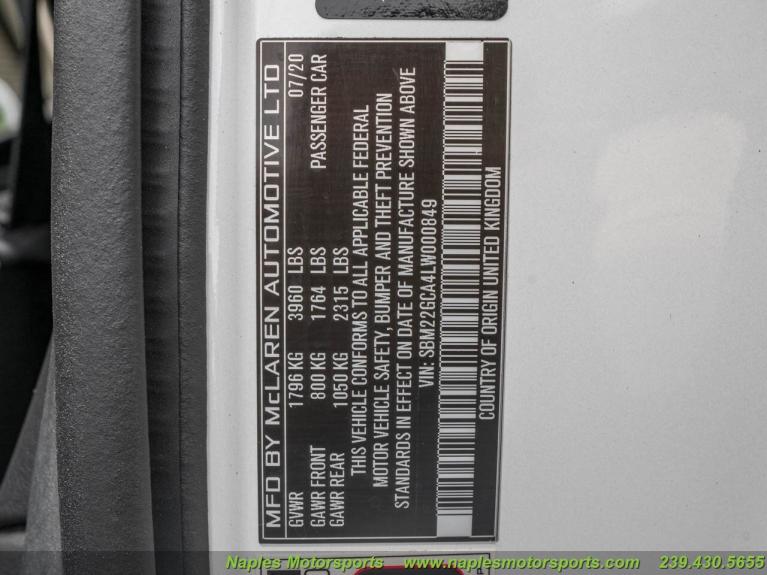 MFD BY McLAREN AUTOMOTIVE LTD
GVWR 1796 KG 3960 LBS 07/20
GAWR FRONT 800 KG 1764 LBS PASSENGER CAR
GAWR REAR 1050 KG 2315 LBS
THIS VEHICLE CONFORMS TO ALL APPLICABLE FEDERAL
MOTOR VEHICLE SAFETY, BUMPER AND THEFT PREVENTION
STANDARDS IN EFFECT ON DATE OF MANUFACTURE SHOWN ABOVE
VIN: SBM22GCA4LW000849
COUNTRY OF ORIGIN UNITED KINGDOM
Naples Motorsports www.naplesmotorsports.com 239.430.5655